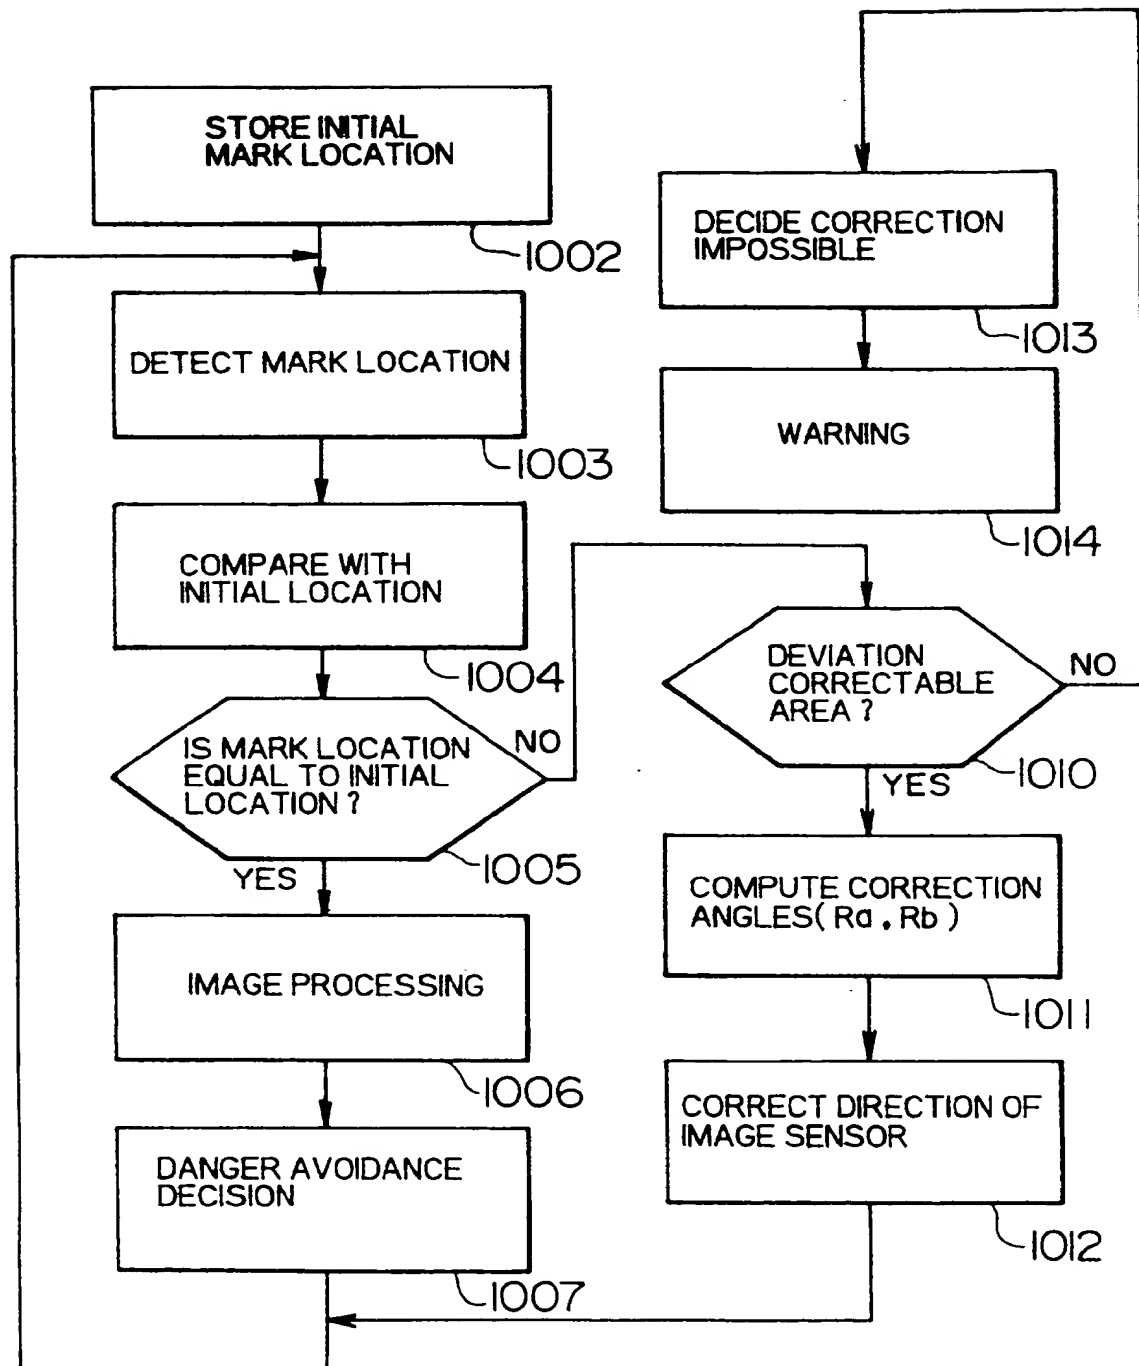 STORE INITIAL
MARK LOCATION
1002
DETECT MARK LOCATION
1003
COMPARE WITH
INITIAL LOCATION
1004
IS MARK LOCATION
EQUAL TO INITIAL
LOCATION ?
NO
YES
1005
IMAGE PROCESSING
1006
DANGER AVOIDANCE
DECISION
1007
DECIDE CORRECTION
IMPOSSIBLE
1013
WARNING
1014
DEVIATION
CORRECTABLE
AREA ?
NO
YES
1010
COMPUTE CORRECTION
ANGLES(Ra . Rb )
1011
CORRECT DIRECTION OF
IMAGE SENSOR
1012